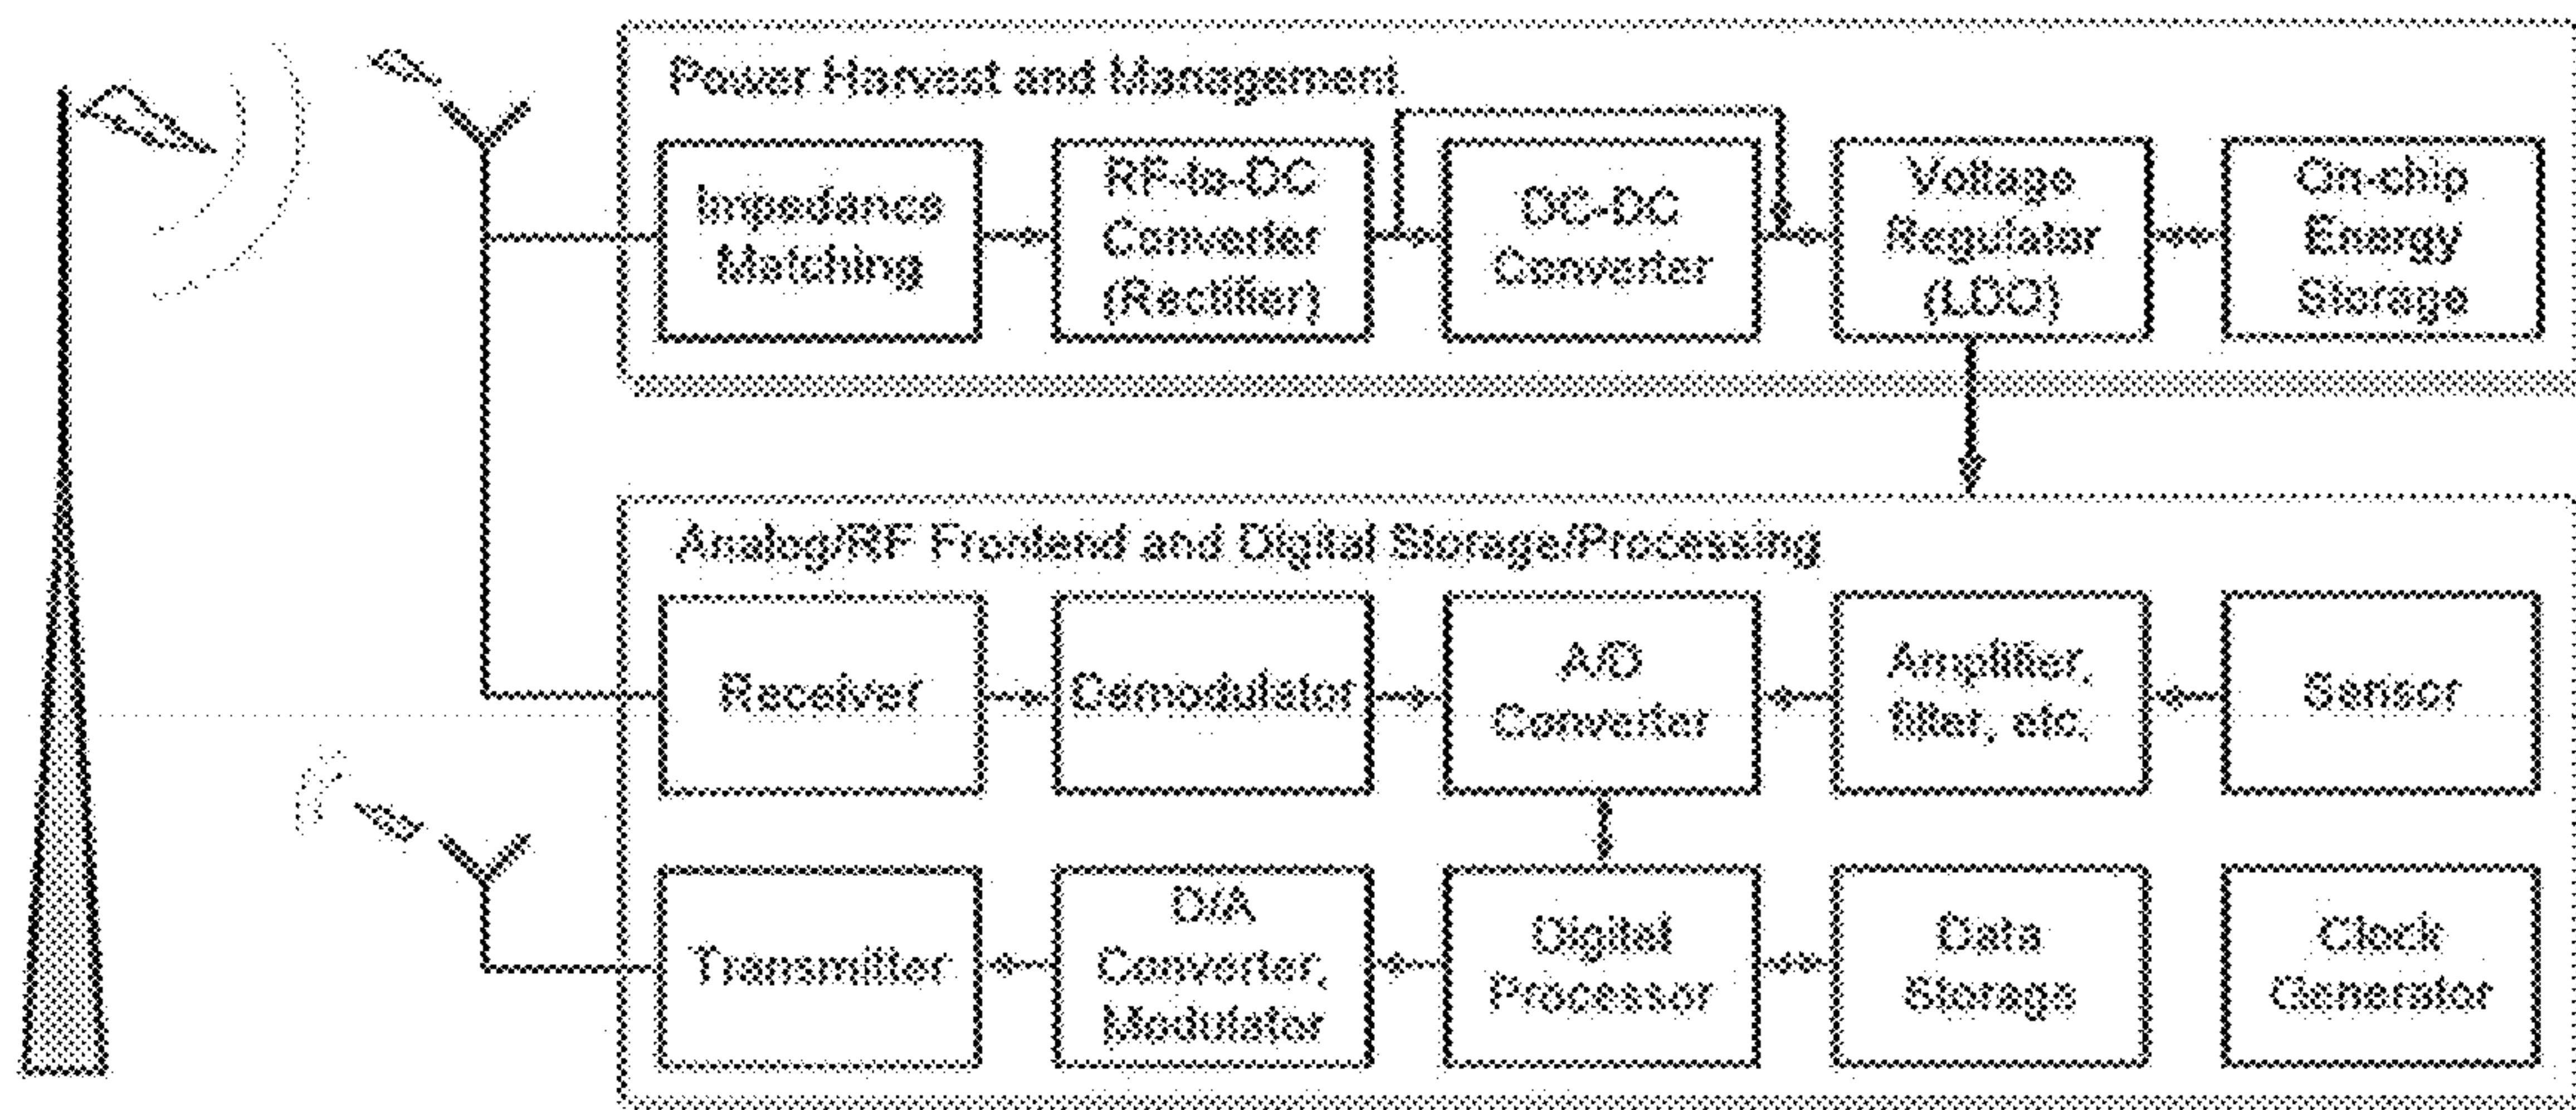 Power Harvest and Management
Impedance
Matching
RF-to-DC
Converter
(Rectifier)
DC-DC
Converter
Voltage
Regulator
(LDO)
On-chip
Energy
Storage
Analog/RF Frontend and Digital Storage/Processing
Receiver
Demodulator
A/D
Converter
Amplifier,
filter, etc.
Sensor
Transmitter
D/A
Converter,
Modulator
Digital
Processor
Data
Storage
Clock
Generator